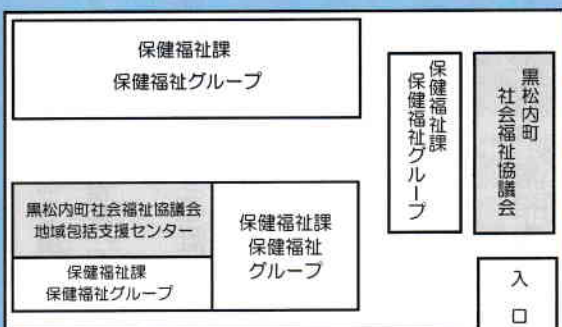 保健福祉課
保健福祉グループ
保健福祉課
保健福祉グループ
黒松内町
社会福祉協議会
黒松内町社会福祉協議会
地域包括支援センター
保健福祉課
保健福祉
グループ
保健福祉課
保健福祉グループ
入口